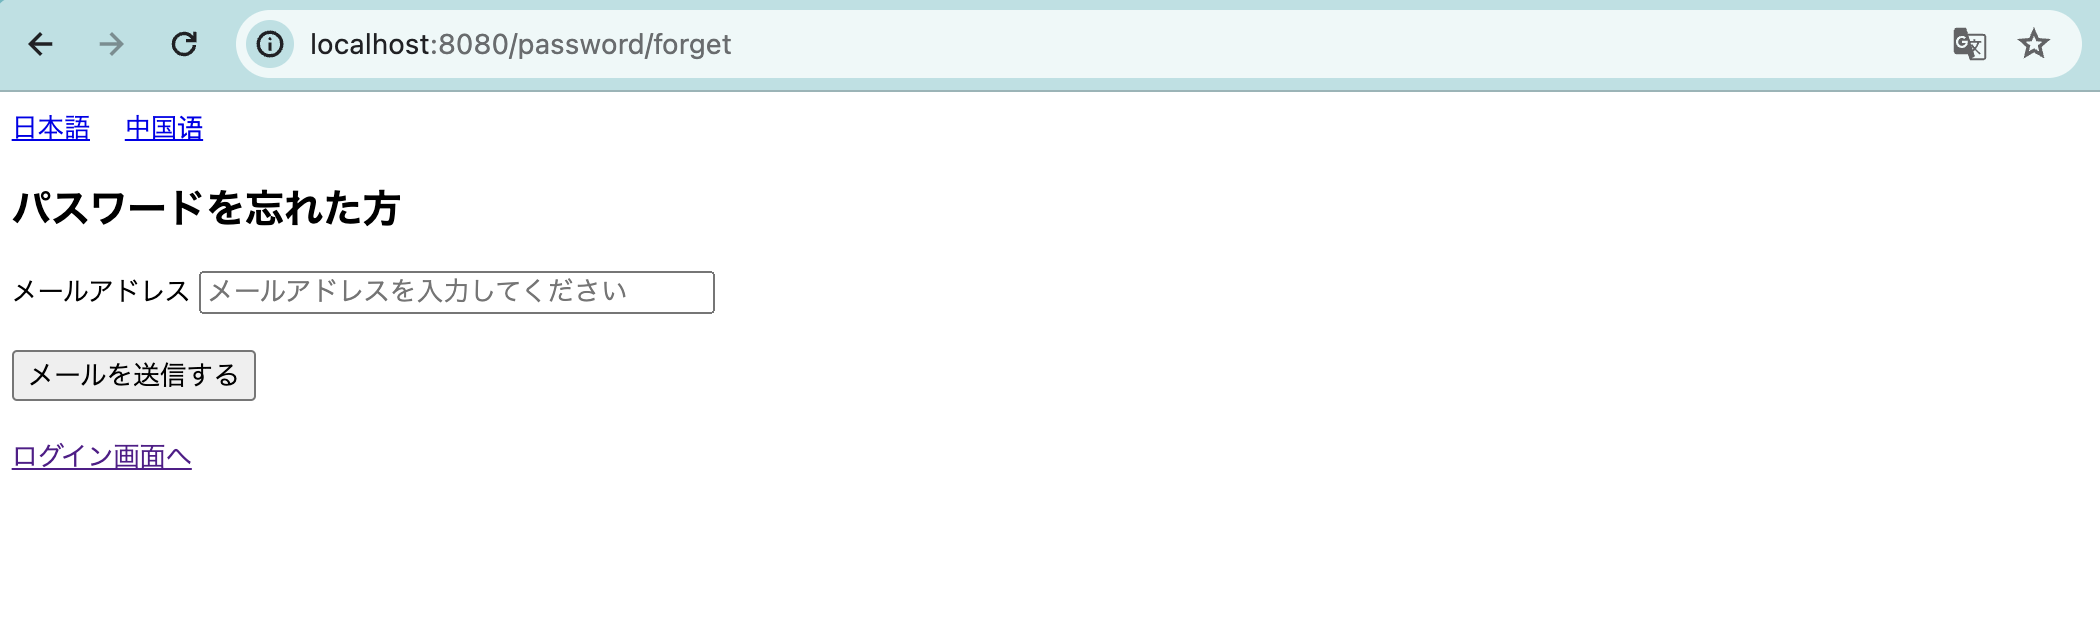 localhost:8080/password/forget
日本語 中国语
パスワードを忘れた方
メールアドレス メールアドレスを入力してください
メールを送信する
ログイン画面へ